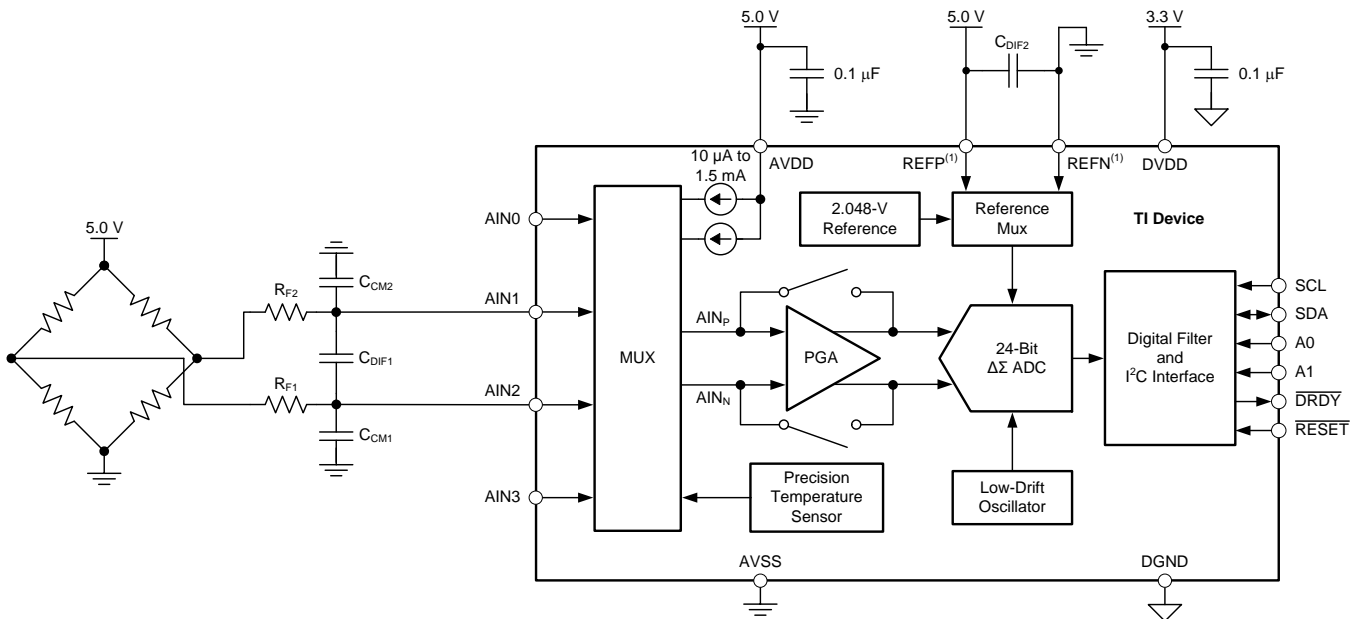 5.0 V
5.0 V
3.3 V
C_DIF2
0.1 µF
0.1 µF
10 µA to
1.5 mA
AVDD
REFP(1)
REFN(1)
DVDD
AIN0
2.048-V
Reference
Reference
Mux
TI Device
5.0 V
C_CM2
R_F2
AIN1
SCL
SDA
A0
A1
DRDY
RESET
AIN_P
MUX
PGA
24-Bit
ΔΣ ADC
Digital Filter
and
I²C Interface
C_DIF1
R_F1
AIN2
AIN_N
C_CM1
AIN3
Precision
Temperature
Sensor
Low-Drift
Oscillator
AVSS
DGND